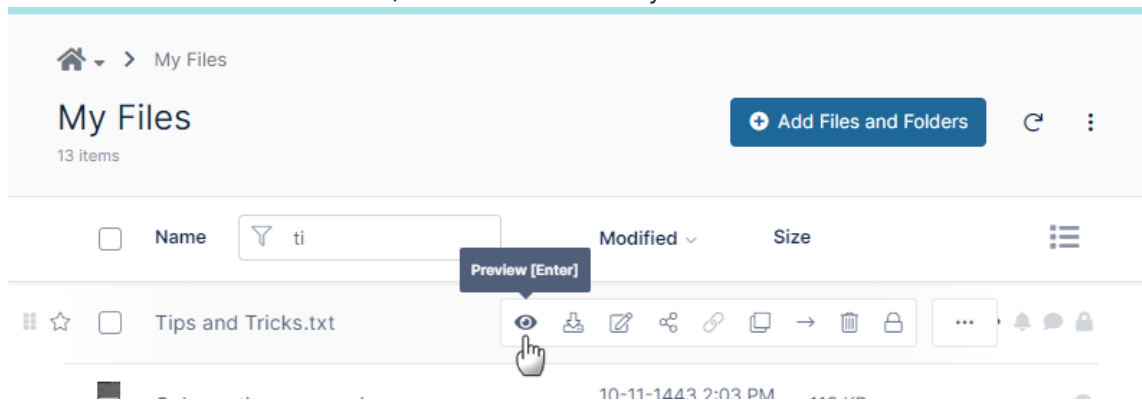 My Files
My Files
Add Files and Folders
13 items
Name
ti
Modified
Size
Preview [Enter]
Tips and Tricks.txt
10-11-1443 2:03 PM